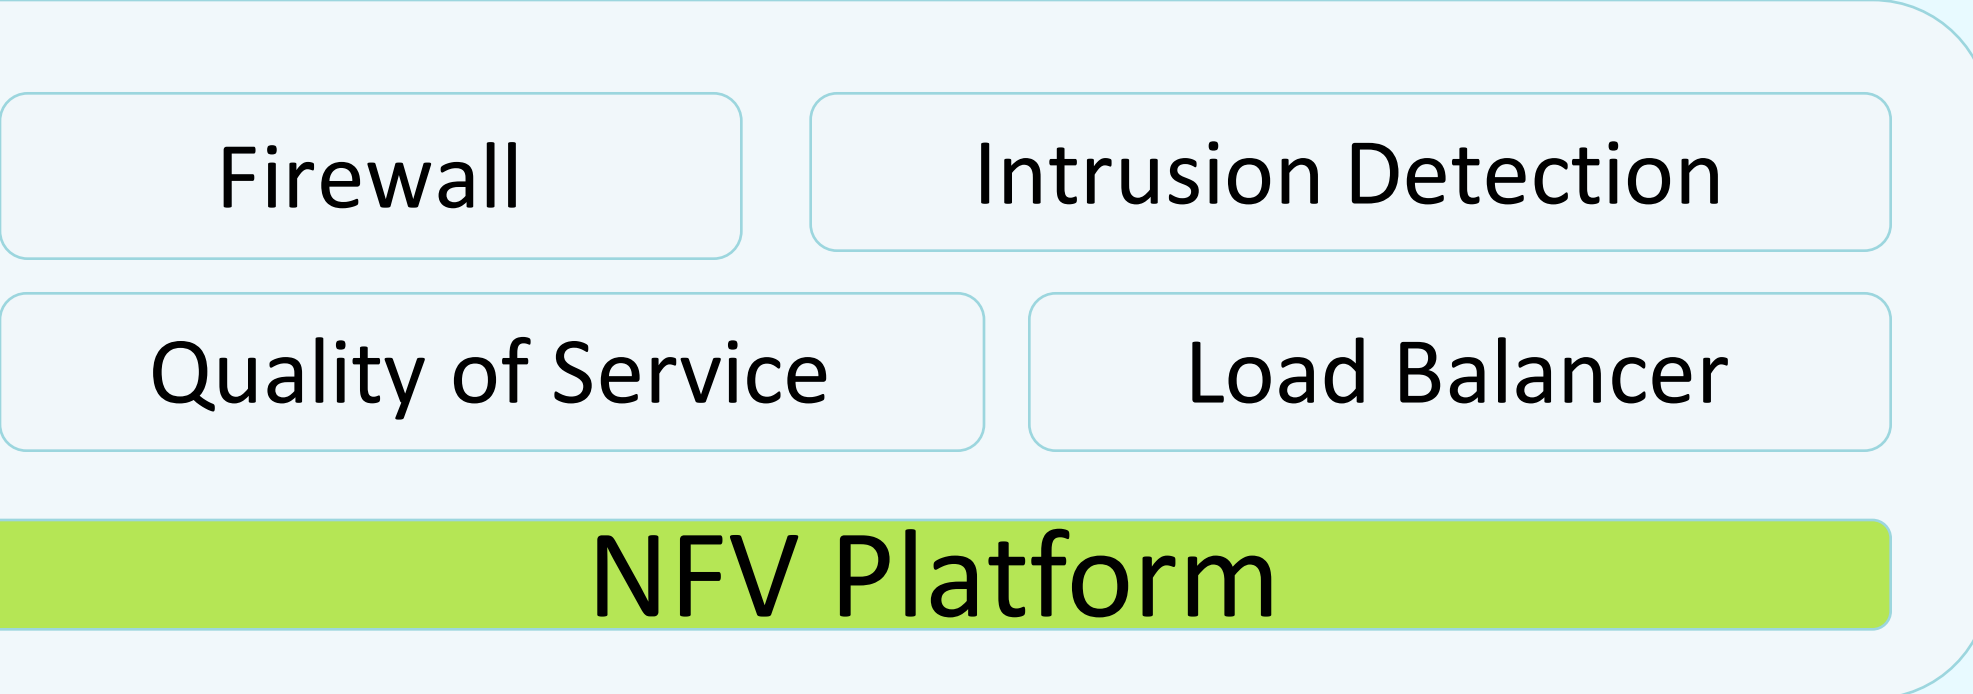 Firewall
Intrusion Detection
Quality of Service
Load Balancer
NFV Platform